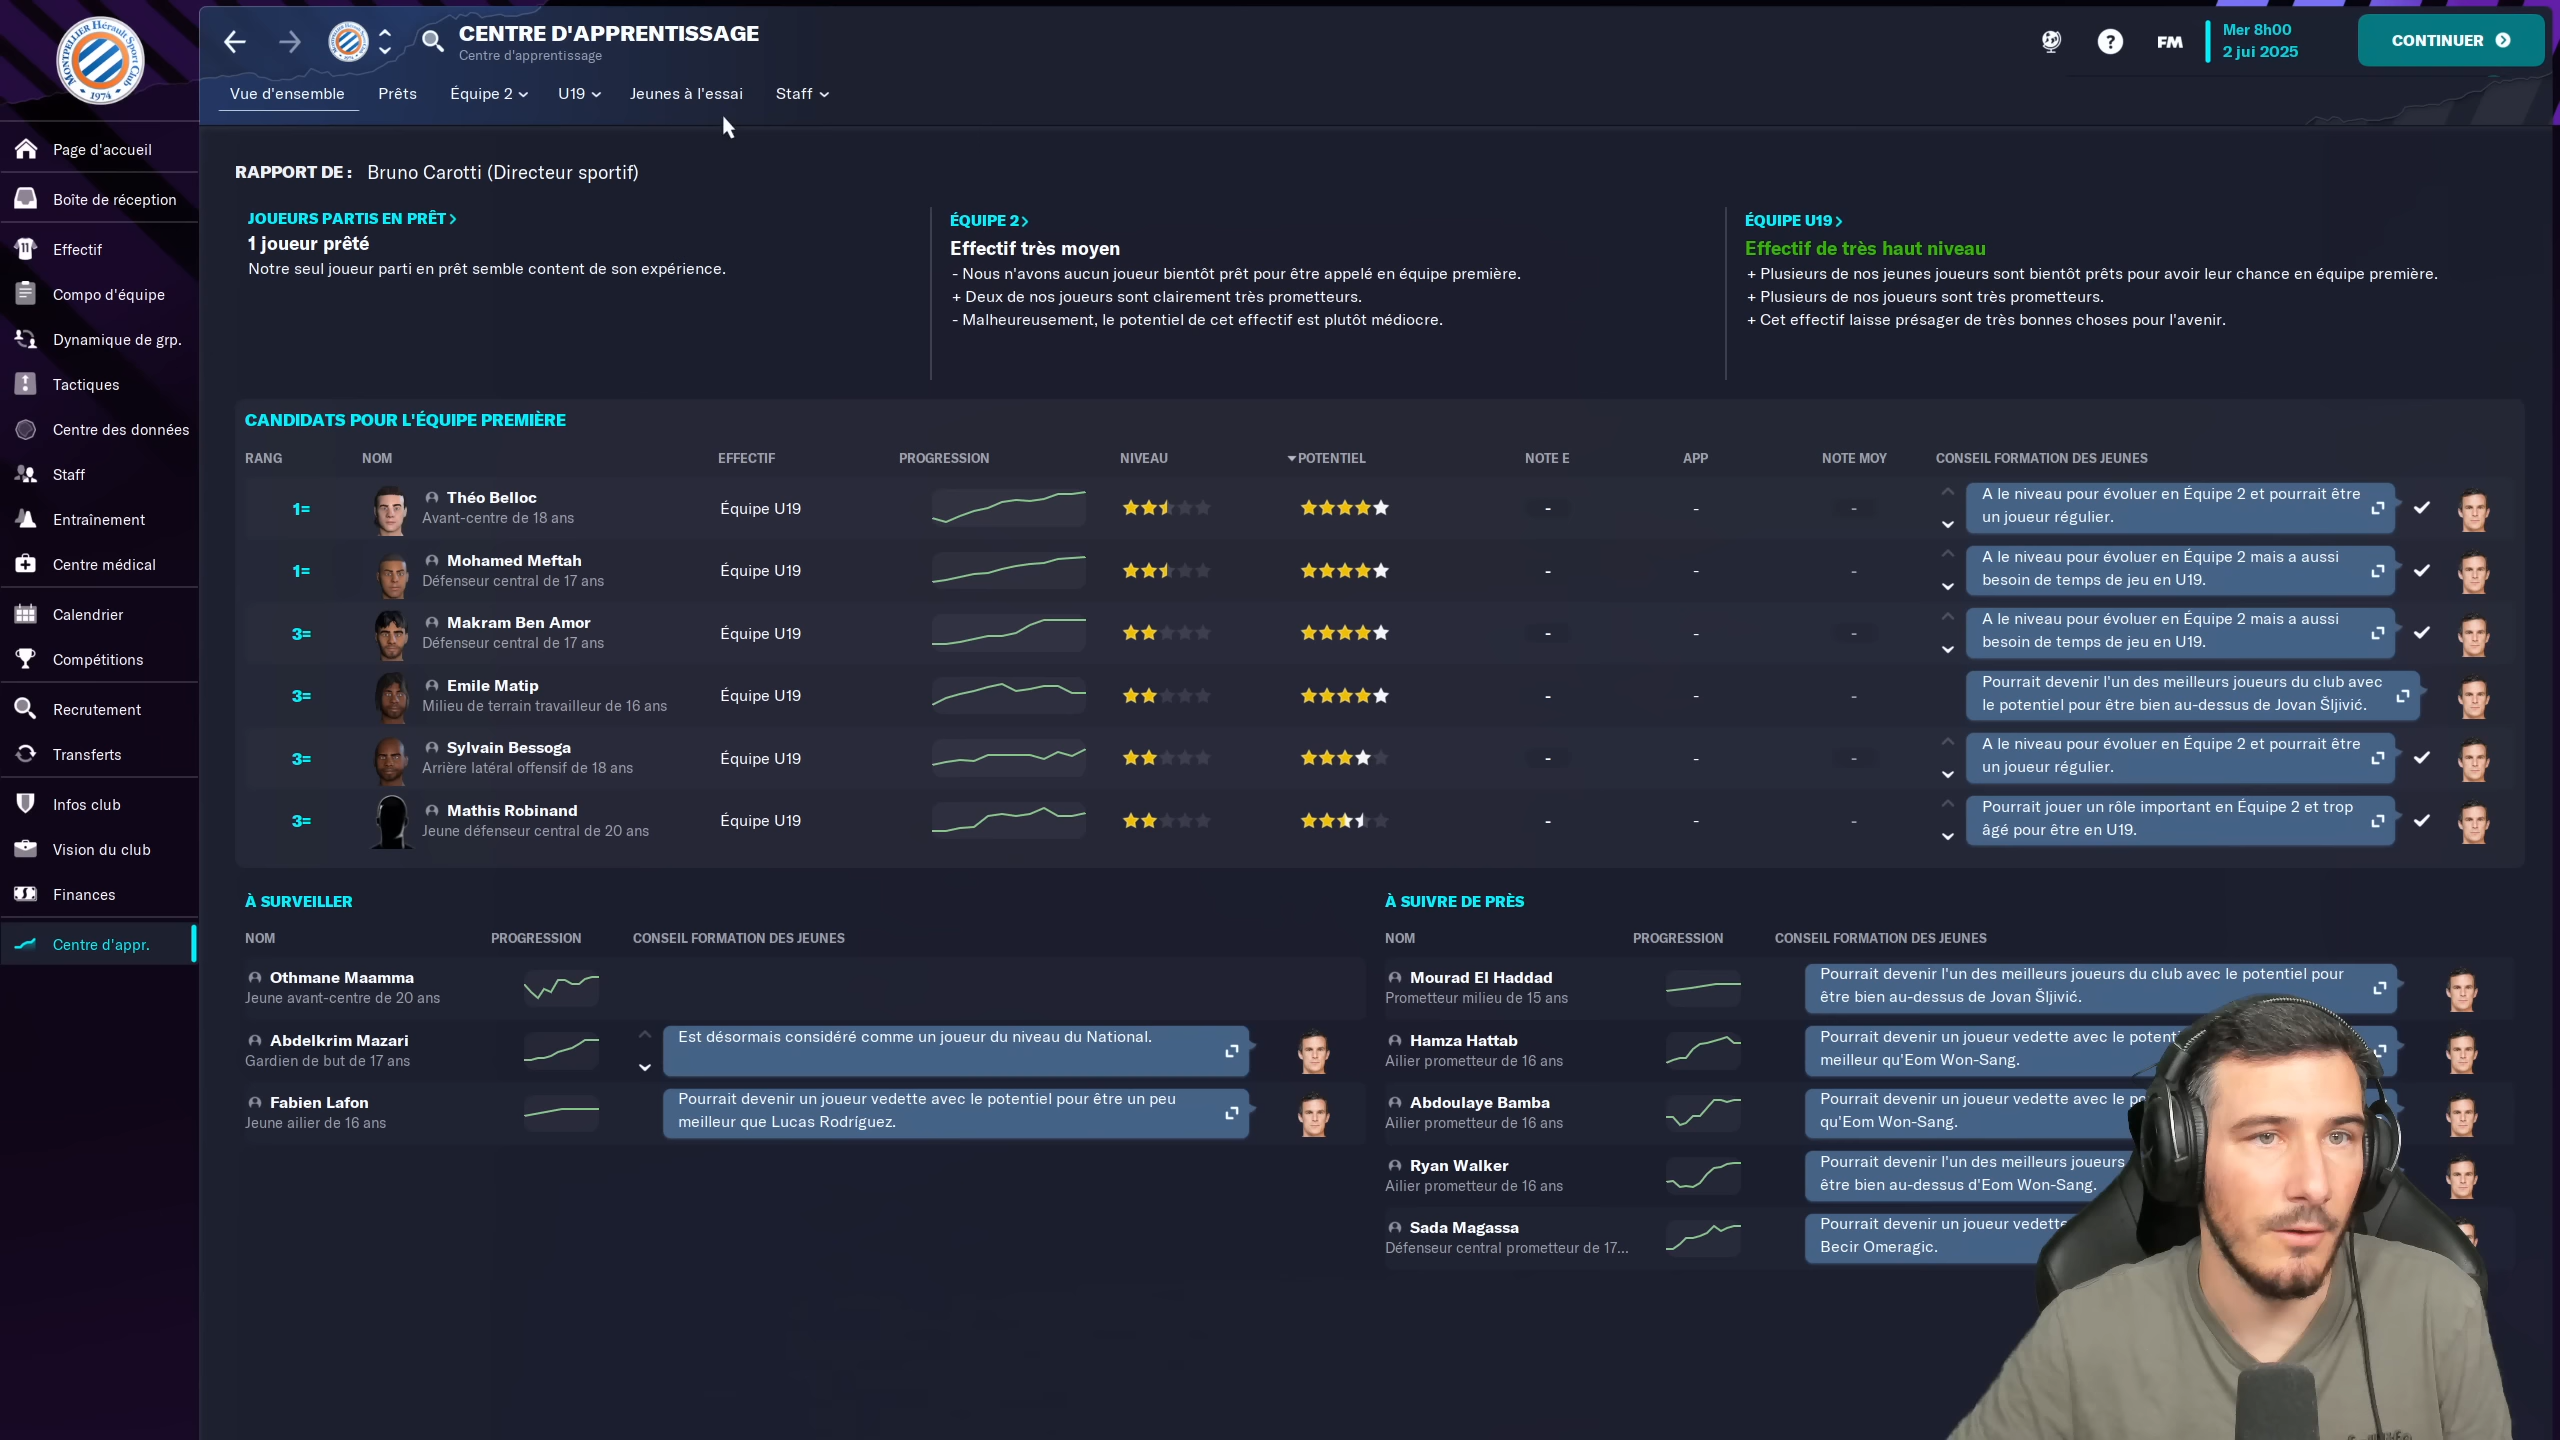 MONTPELLIER Hérault Sport Club
1974
CENTRE D'APPRENTISSAGE
Centre d'apprentissage
FM
Mer 8h00
2 jui 2025
CONTINUER
Vue d'ensemble
Prêts
Équipe 2
U19
Jeunes à l'essai
Staff
Page d'accueil
Boîte de réception
Effectif
Compo d'équipe
Dynamique de grp.
Tactiques
Centre des données
Staff
Entraînement
Centre médical
Calendrier
Compétitions
Recrutement
Transferts
Infos club
Vision du club
Finances
Centre d'appr.
RAPPORT DE : Bruno Carotti (Directeur sportif)
JOUEURS PARTIS EN PRÊT
1 joueur prêté
Notre seul joueur parti en prêt semble content de son expérience.
ÉQUIPE 2
Effectif très moyen
- Nous n'avons aucun joueur bientôt prêt pour être appelé en équipe première.
+ Deux de nos joueurs sont clairement très prometteurs.
- Malheureusement, le potentiel de cet effectif est plutôt médiocre.
ÉQUIPE U19
Effectif de très haut niveau
+ Plusieurs de nos jeunes joueurs sont bientôt prêts pour avoir leur chance en équipe première.
+ Plusieurs de nos joueurs sont très prometteurs.
+ Cet effectif laisse présager de très bonnes choses pour l'avenir.
CANDIDATS POUR L'ÉQUIPE PREMIÈRE
RANG NOM EFFECTIF PROGRESSION NIVEAU POTENTIEL NOTE E APP NOTE MOY CONSEIL FORMATION DES JEUNES
1= Théo Belloc
Avant-centre de 18 ans
Équipe U19 - - -
A le niveau pour évoluer en Équipe 2 et pourrait être
un joueur régulier.
1= Mohamed Meftah
Défenseur central de 17 ans
Équipe U19 - - -
A le niveau pour évoluer en Équipe 2 mais a aussi
besoin de temps de jeu en U19.
3= Makram Ben Amor
Défenseur central de 17 ans
Équipe U19 - - -
A le niveau pour évoluer en Équipe 2 mais a aussi
besoin de temps de jeu en U19.
3= Emile Matip
Milieu de terrain travailleur de 16 ans
Équipe U19 - - -
Pourrait devenir l'un des meilleurs joueurs du club avec
le potentiel pour être bien au-dessus de Jovan Šljivić.
3= Sylvain Bessoga
Arrière latéral offensif de 18 ans
Équipe U19 - - -
A le niveau pour évoluer en Équipe 2 et pourrait être
un joueur régulier.
3= Mathis Robinand
Jeune défenseur central de 20 ans
Équipe U19 - - -
Pourrait jouer un rôle important en Équipe 2 et trop
âgé pour être en U19.
À SURVEILLER
NOM PROGRESSION CONSEIL FORMATION DES JEUNES
Othmane Maamma
Jeune avant-centre de 20 ans
Abdelkrim Mazari
Gardien de but de 17 ans
Est désormais considéré comme un joueur du niveau du National.
Fabien Lafon
Jeune ailier de 16 ans
Pourrait devenir un joueur vedette avec le potentiel pour être un peu
meilleur que Lucas Rodríguez.
À SUIVRE DE PRÈS
NOM PROGRESSION CONSEIL FORMATION DES JEUNES
Mourad El Haddad
Prometteur milieu de 15 ans
Pourrait devenir l'un des meilleurs joueurs du club avec le potentiel pour
être bien au-dessus de Jovan Šljivić.
Hamza Hattab
Ailier prometteur de 16 ans
Pourrait devenir un joueur vedette avec le potenti
meilleur qu'Eom Won-Sang.
Abdoulaye Bamba
Ailier prometteur de 16 ans
Pourrait devenir un joueur vedette avec le po
qu'Eom Won-Sang.
Ryan Walker
Ailier prometteur de 16 ans
Pourrait devenir l'un des meilleurs joueurs
être bien au-dessus d'Eom Won-Sang.
Sada Magassa
Défenseur central prometteur de 17...
Pourrait devenir un joueur vedette
Becir Omeragic.